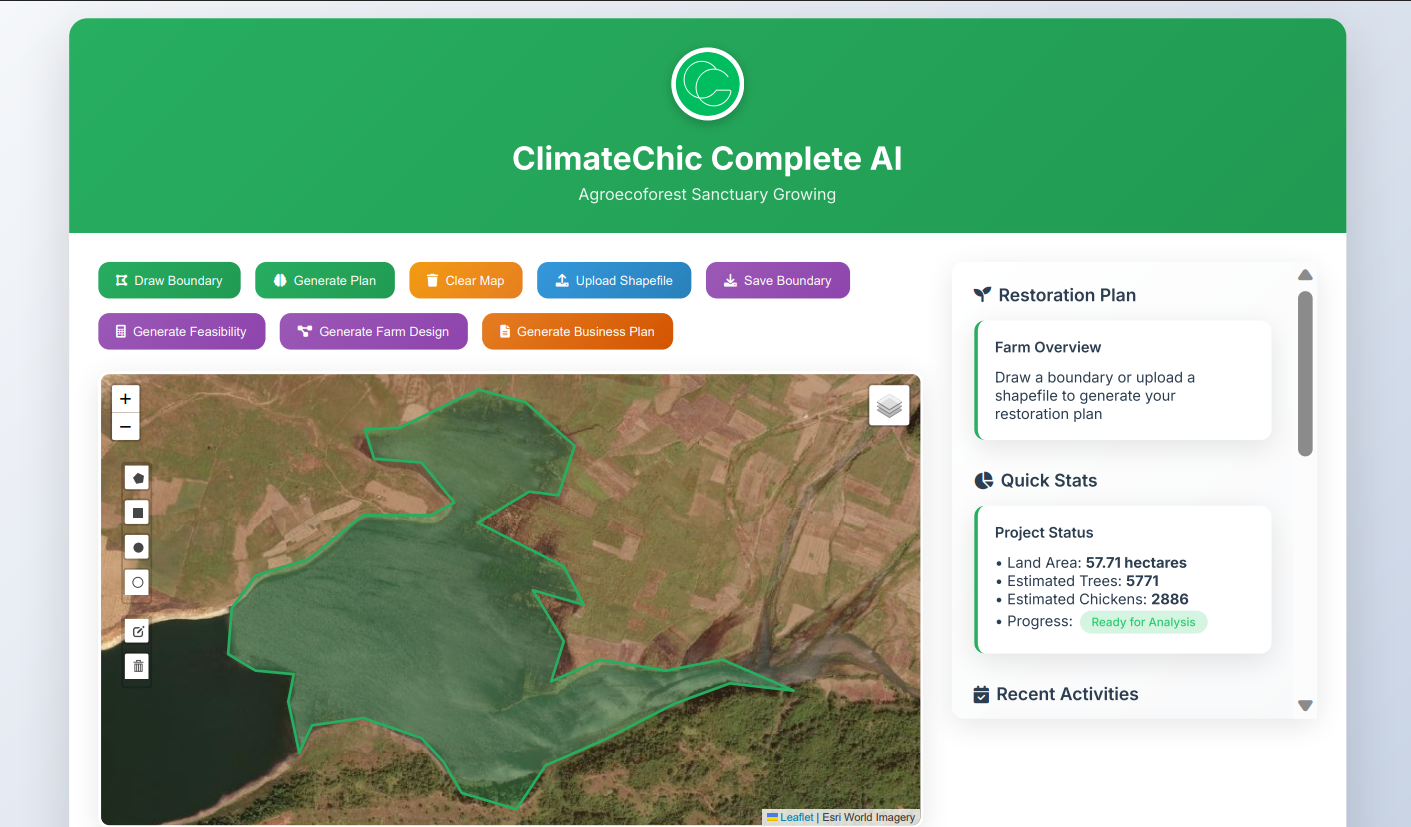 ClimateChic Complete AI
Agroecoforest Sanctuary Growing
Draw Boundary
Generate Plan
Clear Map
Upload Shapefile
Save Boundary
Generate Feasibility
Generate Farm Design
Generate Business Plan
+
−
Leaflet | Esri World Imagery
Restoration Plan
Farm Overview
Draw a boundary or upload a
shapefile to generate your
restoration plan
Quick Stats
Project Status
• Land Area: 57.71 hectares
• Estimated Trees: 5771
• Estimated Chickens: 2886
• Progress: Ready for Analysis
Recent Activities